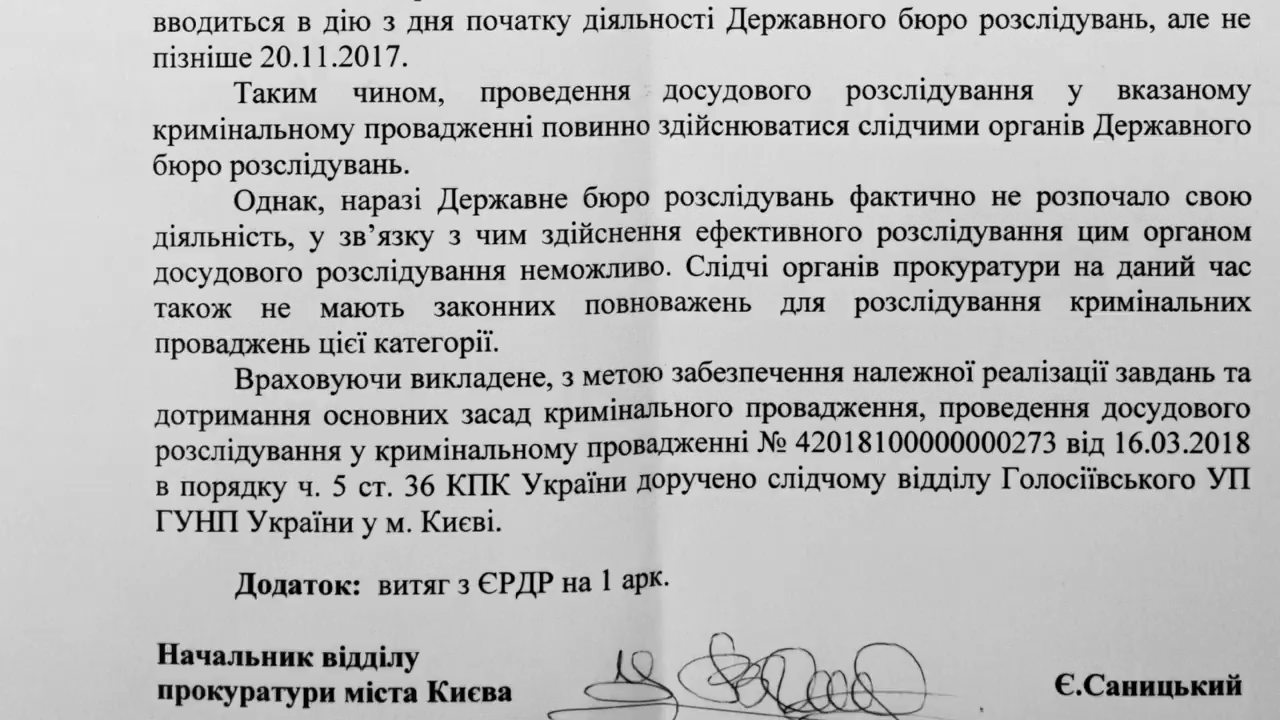 вводиться в дію з дня початку діяльності Державного бюро розслідувань, але не
пізніше 20.11.2017.
Таким чином, проведення досудового розслідування у вказаному
кримінальному провадженні повинно здійснюватися слідчими органів Державного
бюро розслідувань.
Однак, наразі Державне бюро розслідувань фактично не розпочало свою
діяльність, у зв’язку з чим здійснення ефективного розслідування цим органом
досудового розслідування неможливо. Слідчі органів прокуратури на даний час
також не мають законних повноважень для розслідування кримінальних
проваджень цієї категорії.
Враховуючи викладене, з метою забезпечення належної реалізації завдань та
дотримання основних засад кримінального провадження, проведення досудового
розслідування у кримінальному провадженні № 42018100000000273 від 16.03.2018
в порядку ч. 5 ст. 36 КПК України доручено слідчому відділу Голосіївського УП
ГУНП України у м. Києві.
Додаток: витяг з ЄРДР на 1 арк.
Начальник відділу
прокуратури міста Києва Є.Саницький